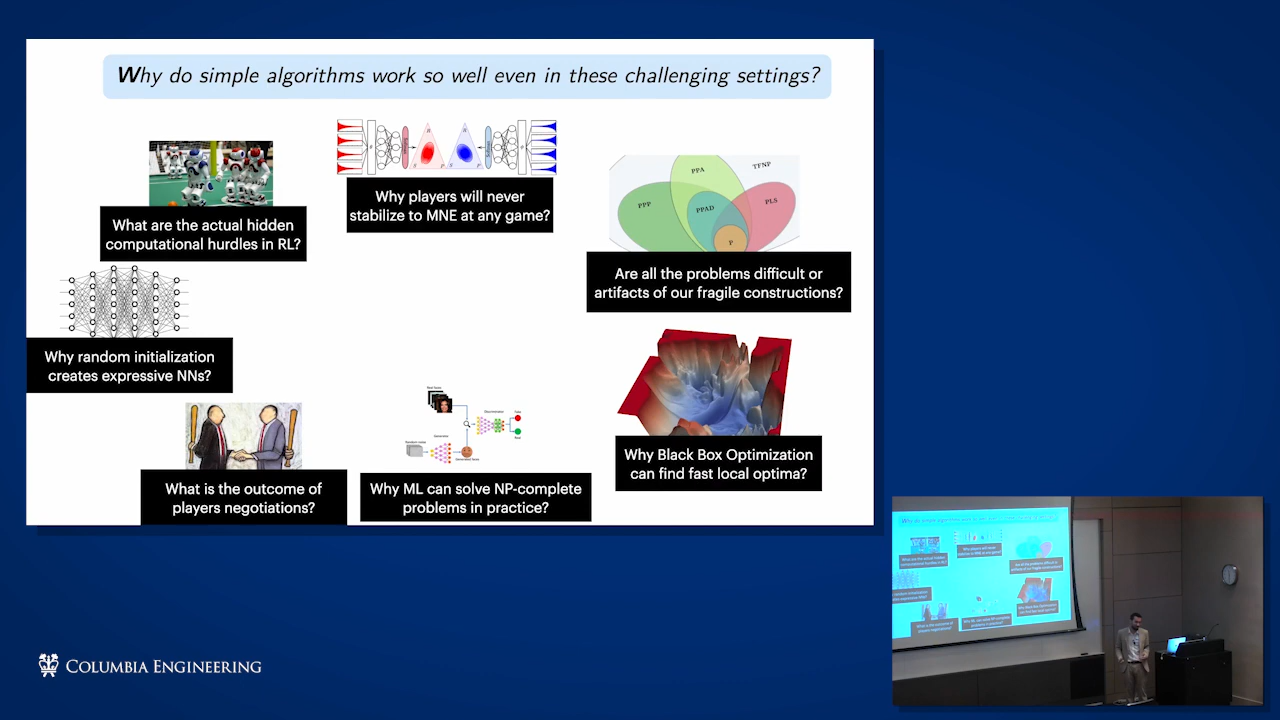 Why do simple algorithms work so well even in these challenging settings?
What are the actual hidden
computational hurdles in RL?
Why players will never
stabilize to MNE at any game?
PPA
TFNP
PPP
PPAD
PLS
P
Are all the problems difficult or
artifacts of our fragile constructions?
Why random initialization
creates expressive NNs?
What is the outcome of
players negotiations?
Why ML can solve NP-complete
problems in practice?
Why Black Box Optimization
can find fast local optima?
COLUMBIA ENGINEERING